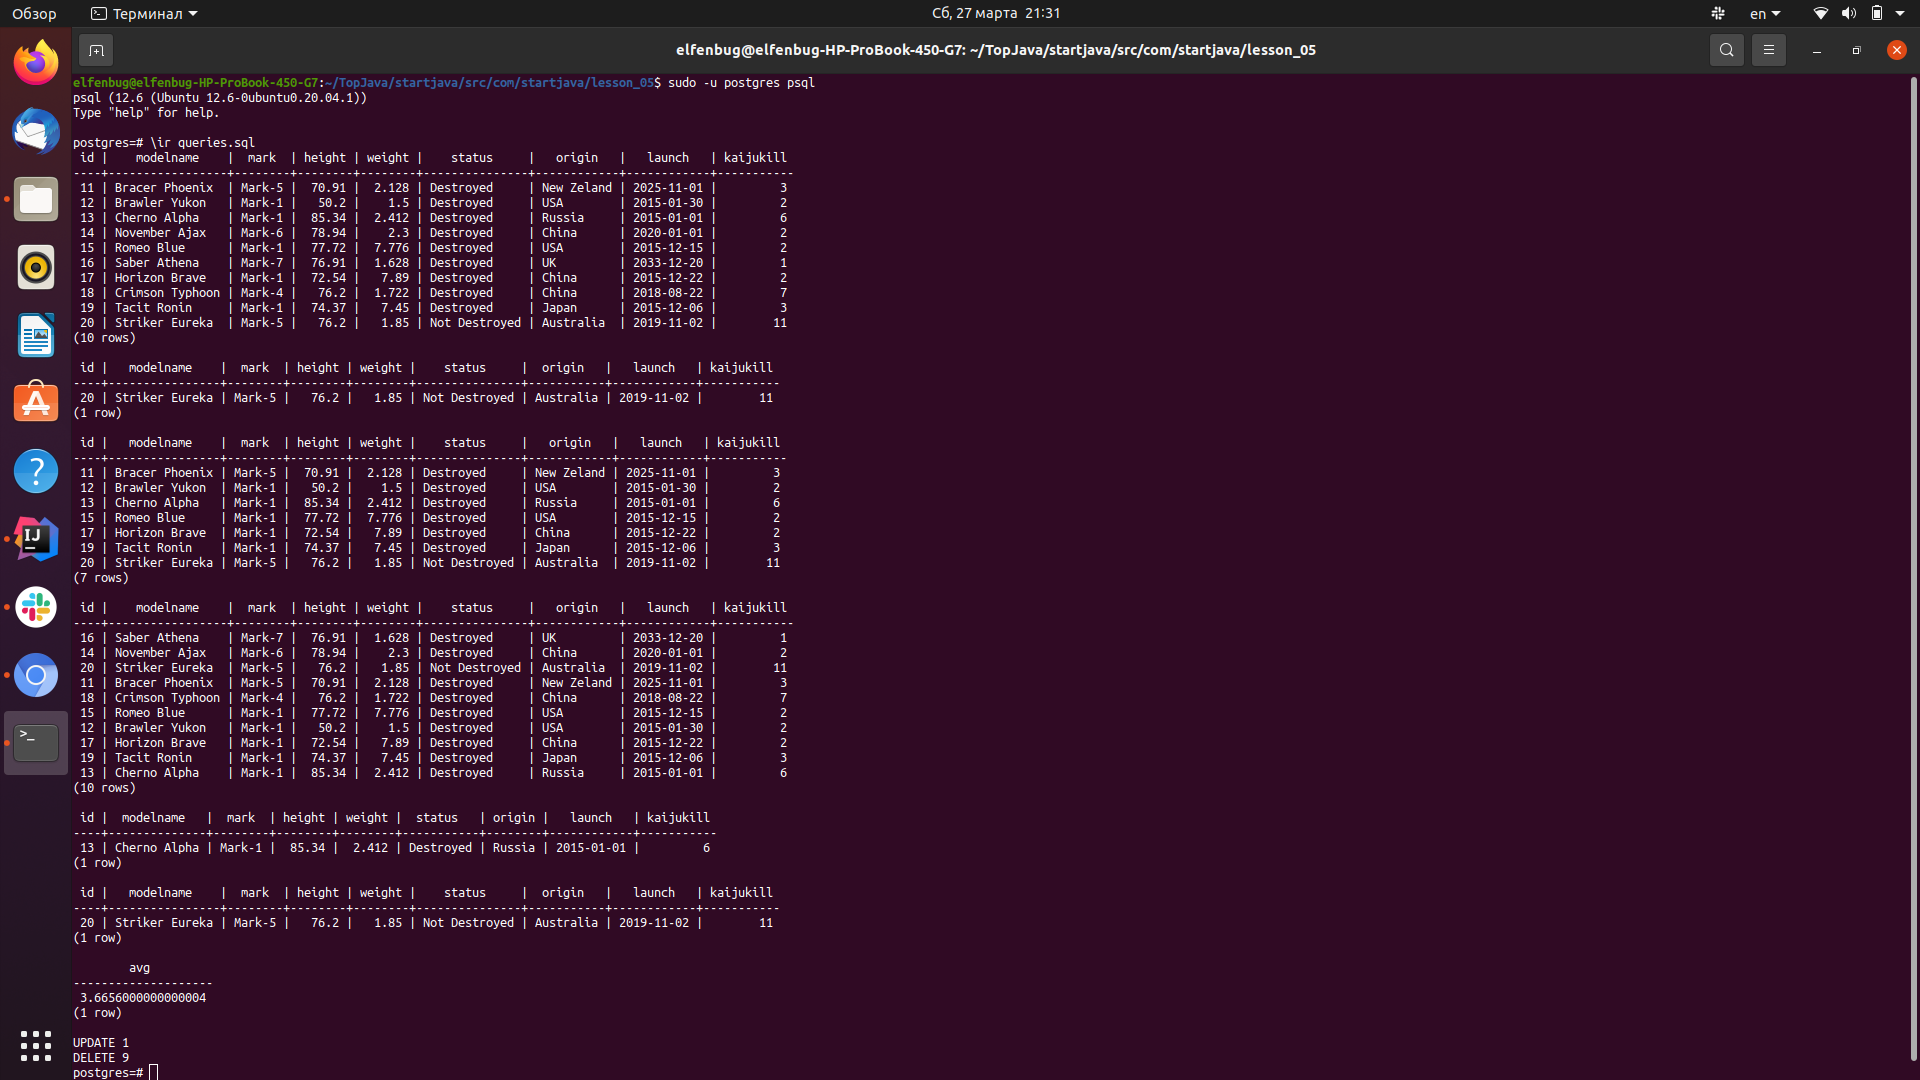 Обзор
Терминал
Сб, 27 марта 21:31
en
elfenbug@elfenbug-HP-ProBook-450-G7: ~/TopJava/startjava/src/com/startjava/lesson_05
elfenbug@elfenbug-HP-ProBook-450-G7:~/TopJava/startjava/src/com/startjava/lesson_05$ sudo -u postgres psql
psql (12.6 (Ubuntu 12.6-0ubuntu0.20.04.1))
Type "help" for help.

postgres=# \ir queries.sql
 id |    modelname    |  mark  | height | weight |    status     |   origin   |   launch   | kaijukill
----+-----------------+--------+--------+--------+---------------+------------+------------+-----------
 11 | Bracer Phoenix  | Mark-5 |  70.91 |  2.128 | Destroyed     | New Zeland | 2025-11-01 |         3
 12 | Brawler Yukon   | Mark-1 |   50.2 |    1.5 | Destroyed     | USA        | 2015-01-30 |         2
 13 | Cherno Alpha    | Mark-1 |  85.34 |  2.412 | Destroyed     | Russia     | 2015-01-01 |         6
 14 | November Ajax   | Mark-6 |  78.94 |    2.3 | Destroyed     | China      | 2020-01-01 |         2
 15 | Romeo Blue      | Mark-1 |  77.72 |  7.776 | Destroyed     | USA        | 2015-12-15 |         2
 16 | Saber Athena    | Mark-7 |  76.91 |  1.628 | Destroyed     | UK         | 2033-12-20 |         1
 17 | Horizon Brave   | Mark-1 |  72.54 |   7.89 | Destroyed     | China      | 2015-12-22 |         2
 18 | Crimson Typhoon | Mark-4 |   76.2 |  1.722 | Destroyed     | China      | 2018-08-22 |         7
 19 | Tacit Ronin     | Mark-1 |  74.37 |   7.45 | Destroyed     | Japan      | 2015-12-06 |         3
 20 | Striker Eureka  | Mark-5 |   76.2 |   1.85 | Not Destroyed | Australia  | 2019-11-02 |        11
(10 rows)

 id |   modelname    |  mark  | height | weight |    status     |  origin   |   launch   | kaijukill
----+----------------+--------+--------+--------+---------------+-----------+------------+-----------
 20 | Striker Eureka | Mark-5 |   76.2 |   1.85 | Not Destroyed | Australia | 2019-11-02 |        11
(1 row)

 id |   modelname    |  mark  | height | weight |    status     |   origin   |   launch   | kaijukill
----+----------------+--------+--------+--------+---------------+------------+------------+-----------
 11 | Bracer Phoenix | Mark-5 |  70.91 |  2.128 | Destroyed     | New Zeland | 2025-11-01 |         3
 12 | Brawler Yukon  | Mark-1 |   50.2 |    1.5 | Destroyed     | USA        | 2015-01-30 |         2
 13 | Cherno Alpha   | Mark-1 |  85.34 |  2.412 | Destroyed     | Russia     | 2015-01-01 |         6
 15 | Romeo Blue     | Mark-1 |  77.72 |  7.776 | Destroyed     | USA        | 2015-12-15 |         2
 17 | Horizon Brave  | Mark-1 |  72.54 |   7.89 | Destroyed     | China      | 2015-12-22 |         2
 19 | Tacit Ronin    | Mark-1 |  74.37 |   7.45 | Destroyed     | Japan      | 2015-12-06 |         3
 20 | Striker Eureka | Mark-5 |   76.2 |   1.85 | Not Destroyed | Australia  | 2019-11-02 |        11
(7 rows)

 id |    modelname    |  mark  | height | weight |    status     |   origin   |   launch   | kaijukill
----+-----------------+--------+--------+--------+---------------+------------+------------+-----------
 16 | Saber Athena    | Mark-7 |  76.91 |  1.628 | Destroyed     | UK         | 2033-12-20 |         1
 14 | November Ajax   | Mark-6 |  78.94 |    2.3 | Destroyed     | China      | 2020-01-01 |         2
 20 | Striker Eureka  | Mark-5 |   76.2 |   1.85 | Not Destroyed | Australia  | 2019-11-02 |        11
 11 | Bracer Phoenix  | Mark-5 |  70.91 |  2.128 | Destroyed     | New Zeland | 2025-11-01 |         3
 18 | Crimson Typhoon | Mark-4 |   76.2 |  1.722 | Destroyed     | China      | 2018-08-22 |         7
 15 | Romeo Blue      | Mark-1 |  77.72 |  7.776 | Destroyed     | USA        | 2015-12-15 |         2
 12 | Brawler Yukon   | Mark-1 |   50.2 |    1.5 | Destroyed     | USA        | 2015-01-30 |         2
 17 | Horizon Brave   | Mark-1 |  72.54 |   7.89 | Destroyed     | China      | 2015-12-22 |         2
 19 | Tacit Ronin     | Mark-1 |  74.37 |   7.45 | Destroyed     | Japan      | 2015-12-06 |         3
 13 | Cherno Alpha    | Mark-1 |  85.34 |  2.412 | Destroyed     | Russia     | 2015-01-01 |         6
(10 rows)

 id |  modelname   |  mark  | height | weight |  status   | origin |   launch   | kaijukill
----+--------------+--------+--------+--------+-----------+--------+------------+-----------
 13 | Cherno Alpha | Mark-1 |  85.34 |  2.412 | Destroyed | Russia | 2015-01-01 |         6
(1 row)

 id |   modelname    |  mark  | height | weight |    status     |  origin   |   launch   | kaijukill
----+----------------+--------+--------+--------+---------------+-----------+------------+-----------
 20 | Striker Eureka | Mark-5 |   76.2 |   1.85 | Not Destroyed | Australia | 2019-11-02 |        11
(1 row)

        avg
--------------------
 3.6656000000000004
(1 row)

UPDATE 1
DELETE 9
postgres=#
IJ